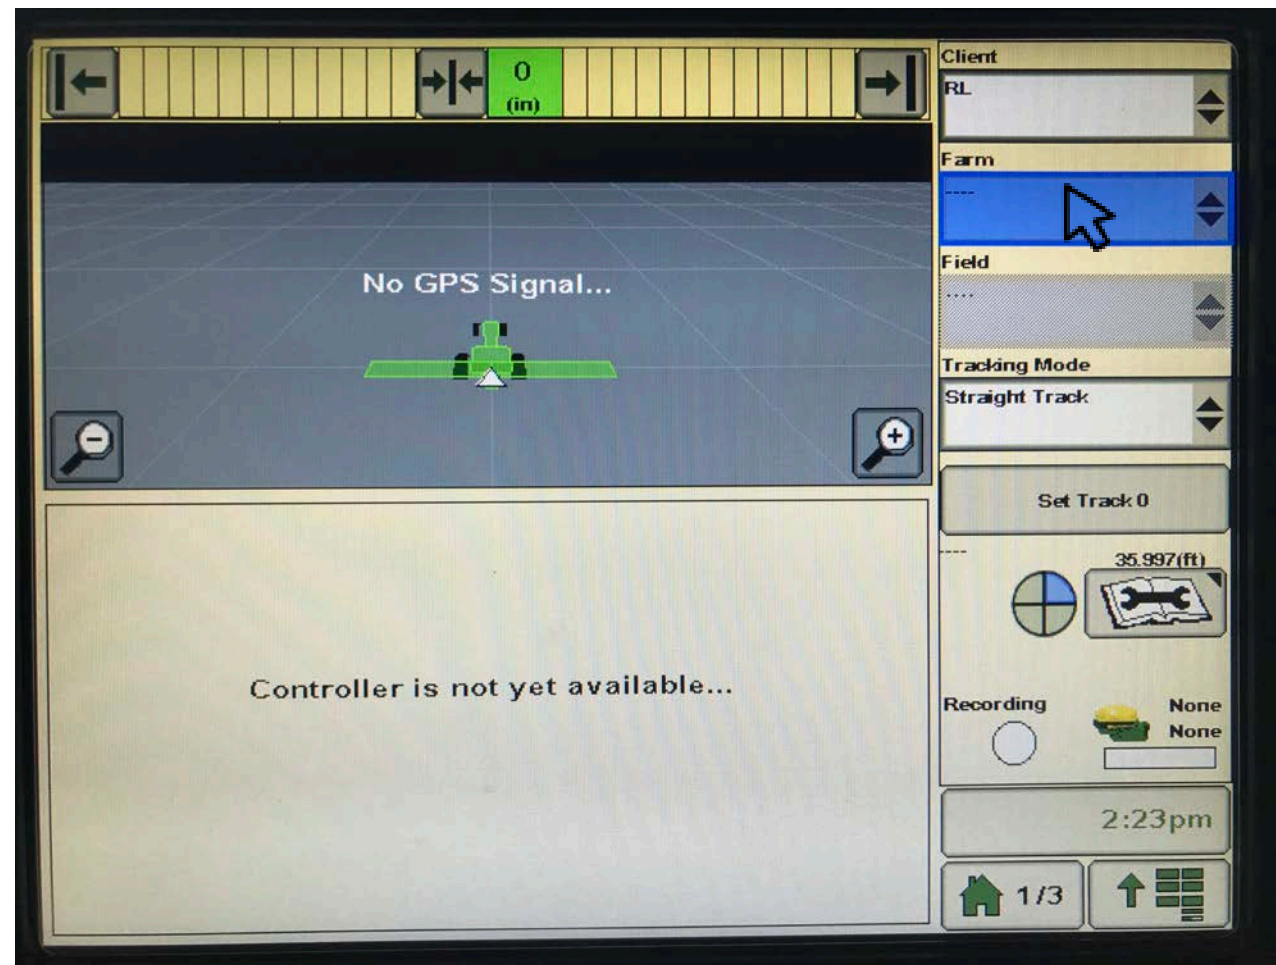 0
(in)
No GPS Signal...
Controller is not yet available...
Client
RL
Farm
----
Field
----
Tracking Mode
Straight Track
Set Track 0
----
35.997(ft)
Recording
None
None
2:23pm
1/3